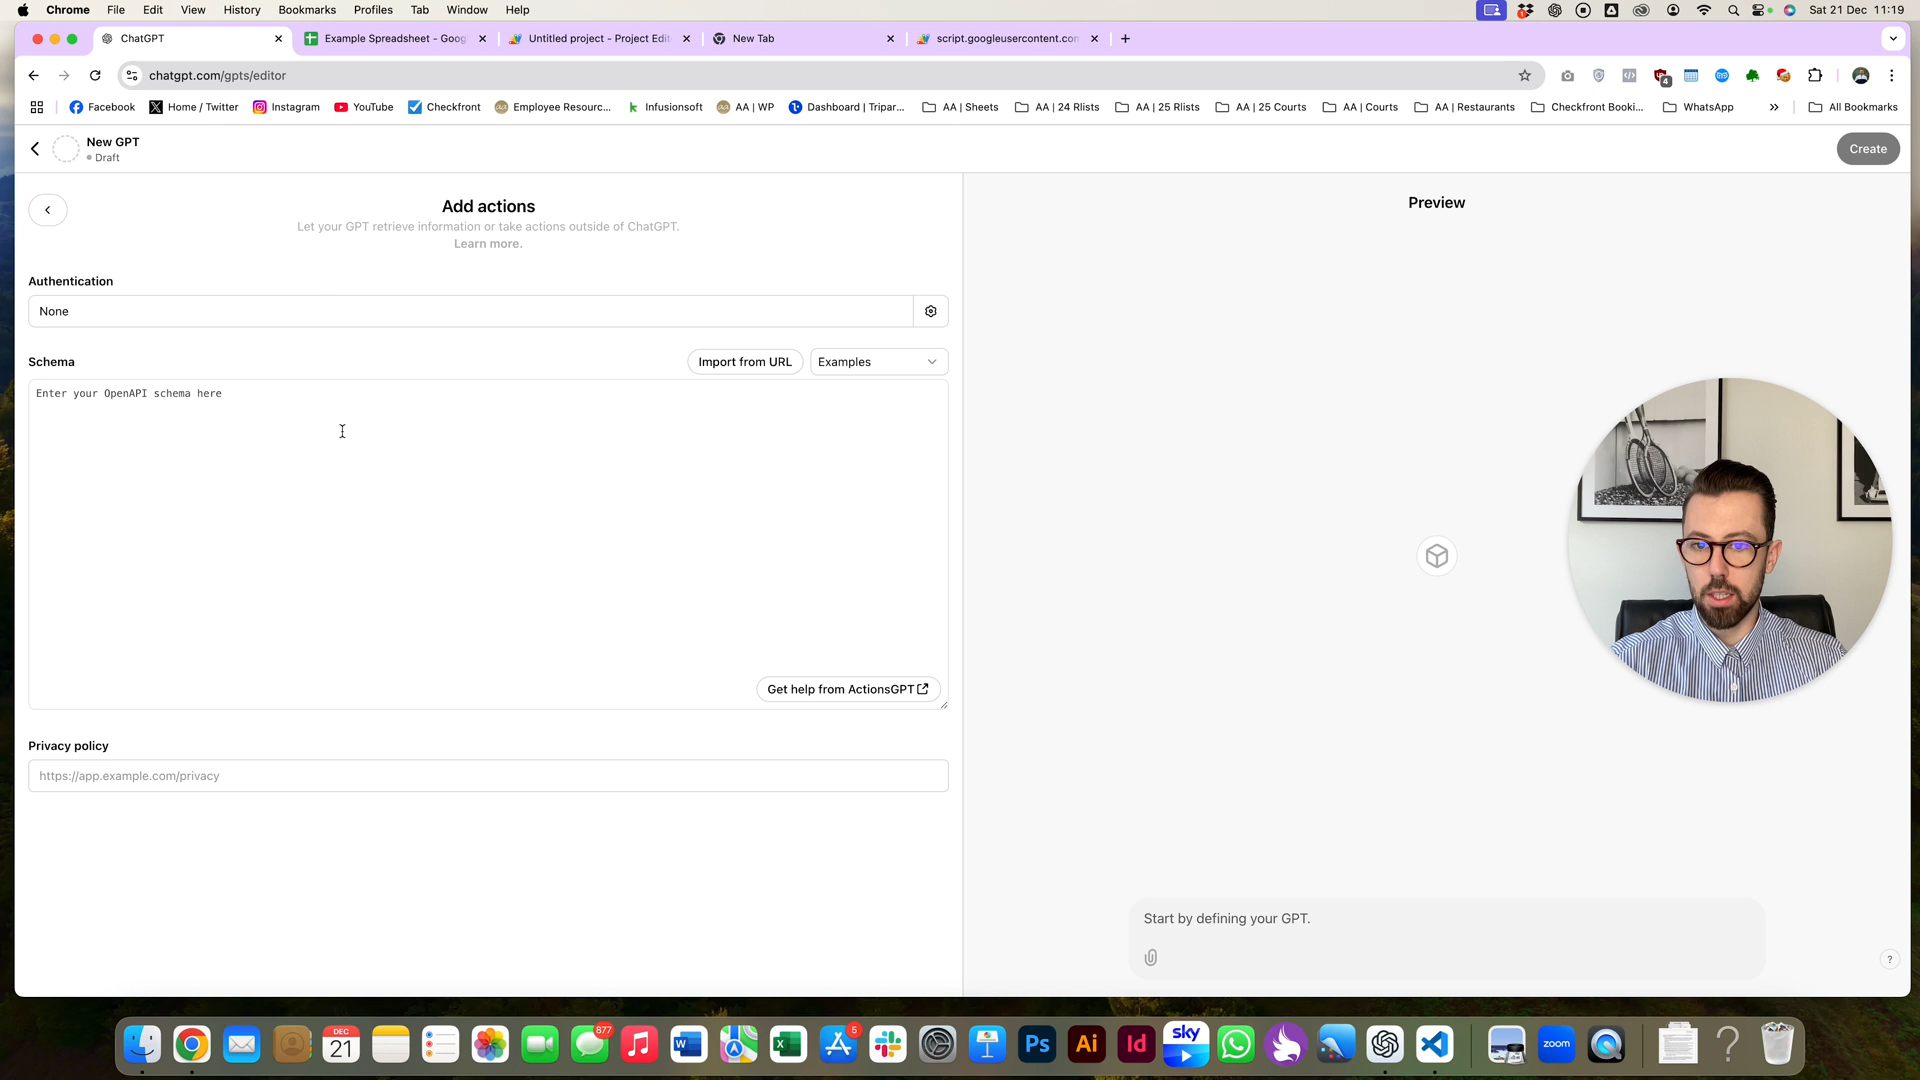 Chrome File Edit View History Bookmarks Profiles Tab Window Help
Sat 21 Dec 11:19
ChatGPT
Example Spreadsheet - Goog
Untitled project - Project Edit
New Tab
script.googleusercontent.com
chatgpt.com/gpts/editor
4
Facebook Home / Twitter Instagram YouTube Checkfront Employee Resourc... Infusionsoft AA | WP Dashboard | Tripar... AA | Sheets AA | 24 Rlists AA | 25 Rlists AA | 25 Courts AA | Courts AA | Restaurants Checkfront Booki... WhatsApp » All Bookmarks
New GPT
Draft
Create
Add actions
Let your GPT retrieve information or take actions outside of ChatGPT.
Learn more.
Preview
Authentication
None
Schema
Import from URL
Examples
Enter your OpenAPI schema here
Get help from ActionsGPT
Privacy policy
https://app.example.com/privacy
Start by defining your GPT.
?
DEC
21
877
W
X
5
Ps
Ai
Id
sky
zoom
?